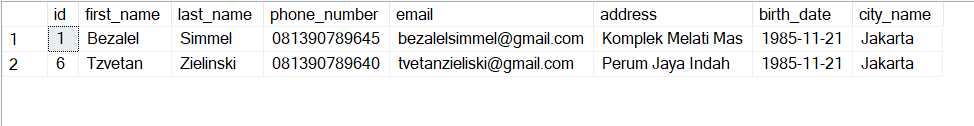 id first_name last_name phone_number email address birth_date city_name
1 1 Bezalel Simmel 081390789645 bezalelsimmel@gmail.com Komplek Melati Mas 1985-11-21 Jakarta
2 6 Tzvetan Zielinski 081390789640 tvetanzieliski@gmail.com Perum Jaya Indah 1985-11-21 Jakarta